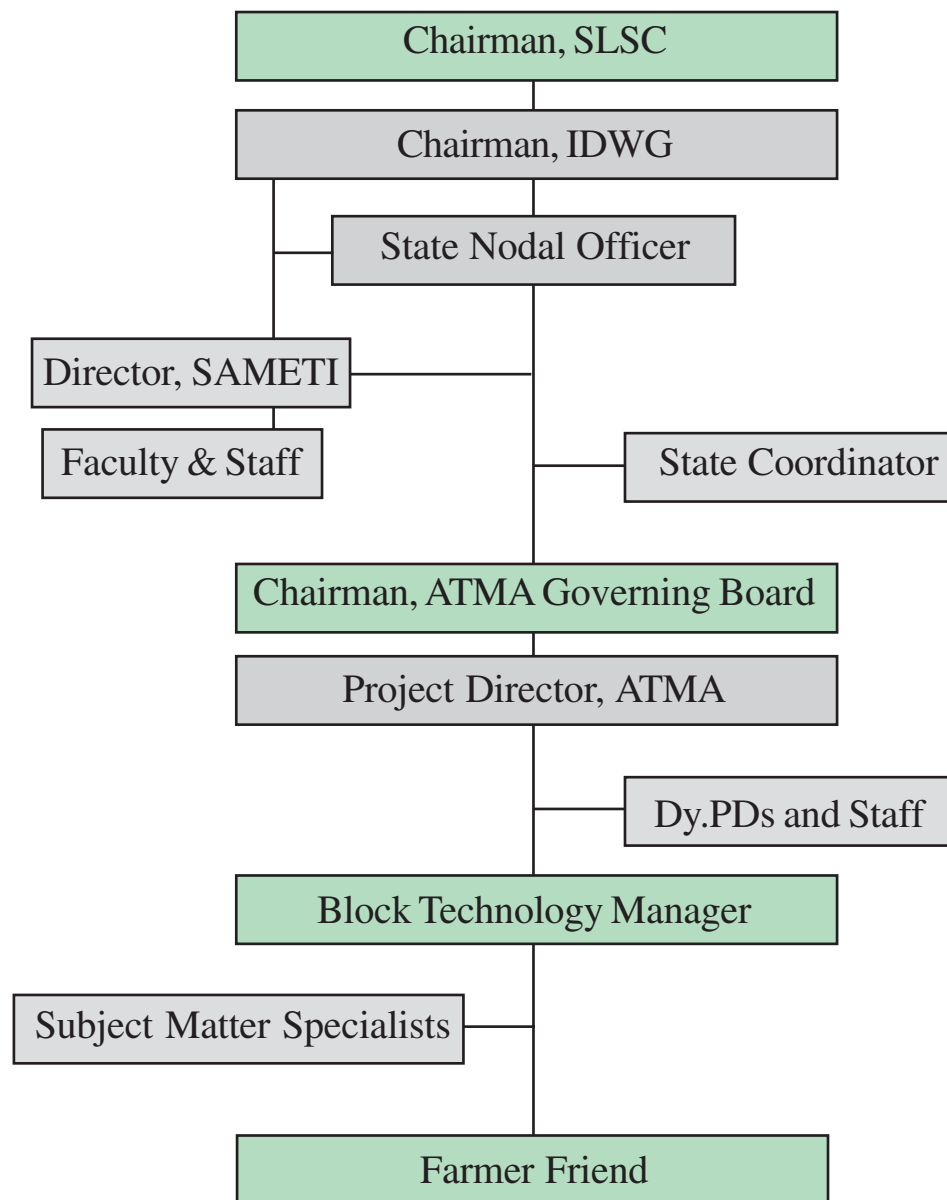 Chairman, SLSC
Chairman, IDWG
State Nodal Officer
Director, SAMETI
Faculty & Staff
State Coordinator
Chairman, ATMA Governing Board
Project Director, ATMA
Dy.PDs and Staff
Block Technology Manager
Subject Matter Specialists
Farmer Friend